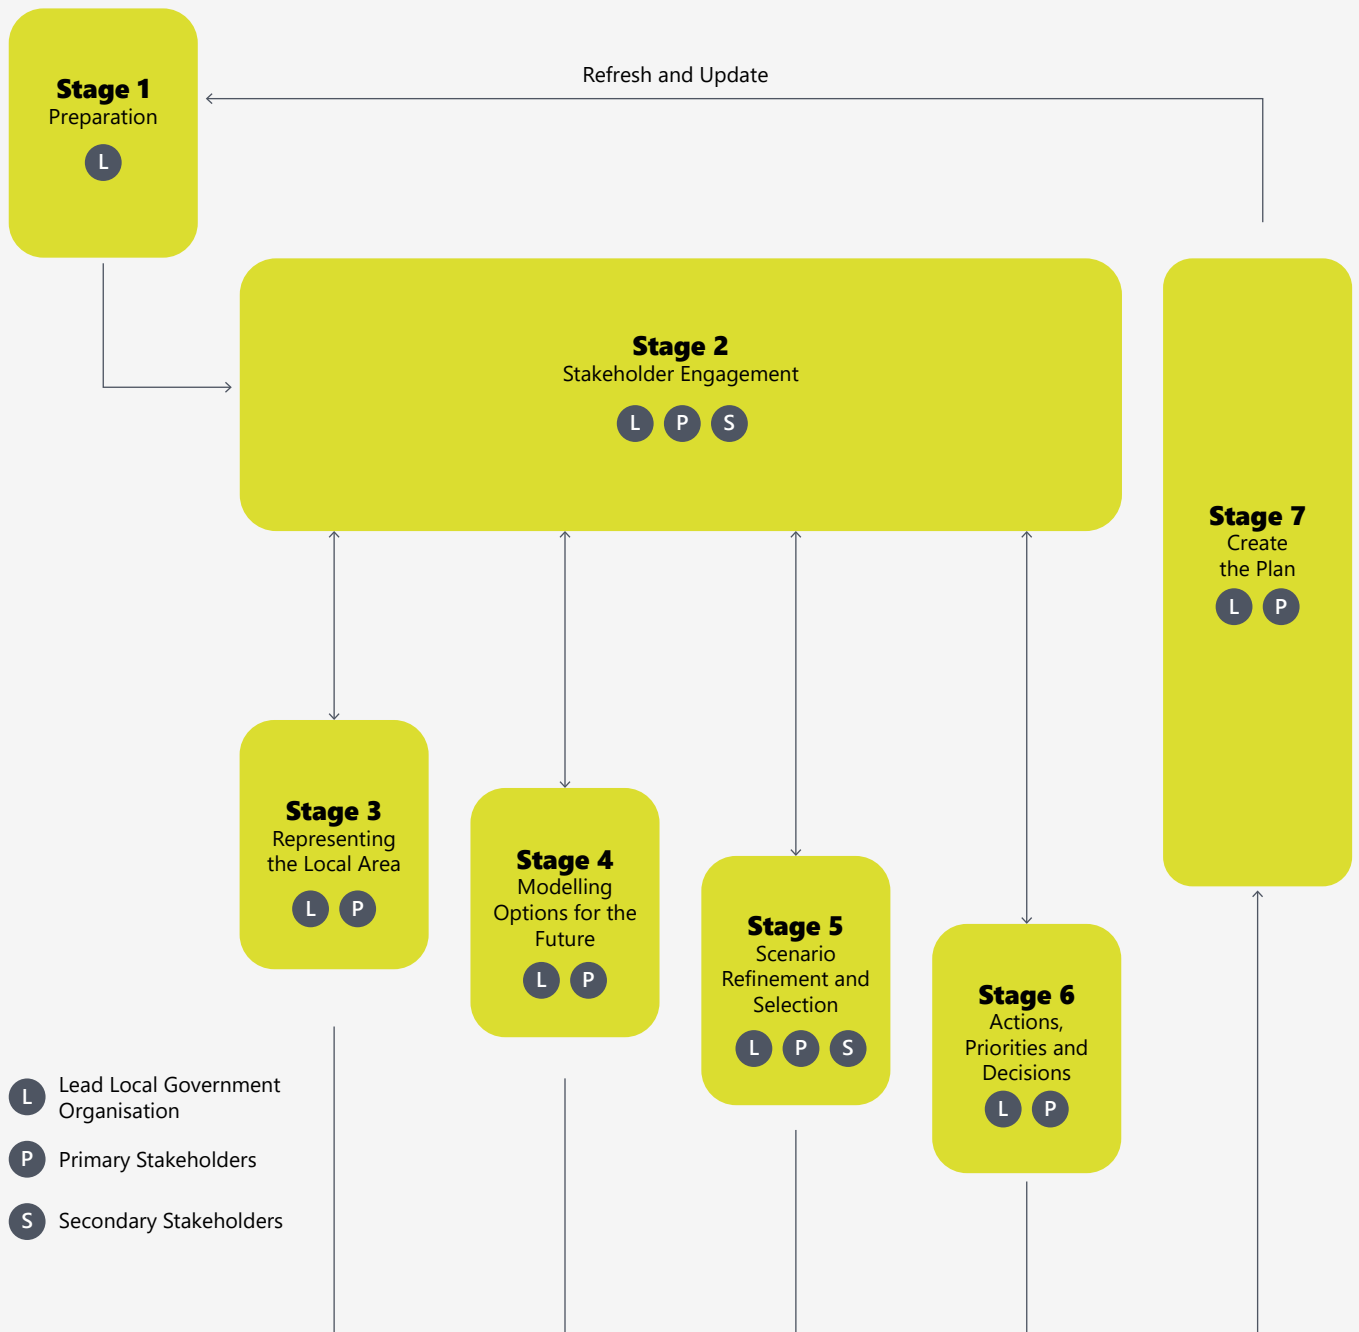 Stage 1
Preparation
L
Refresh and Update
Stage 2
Stakeholder Engagement
L P S
Stage 7
Create
the Plan
L P
Stage 3
Representing
the Local Area
L P
Stage 4
Modelling
Options for the
Future
L P
Stage 5
Scenario
Refinement and
Selection
L P S
Stage 6
Actions,
Priorities and
Decisions
L P
L Lead Local Government
Organisation
P Primary Stakeholders
S Secondary Stakeholders